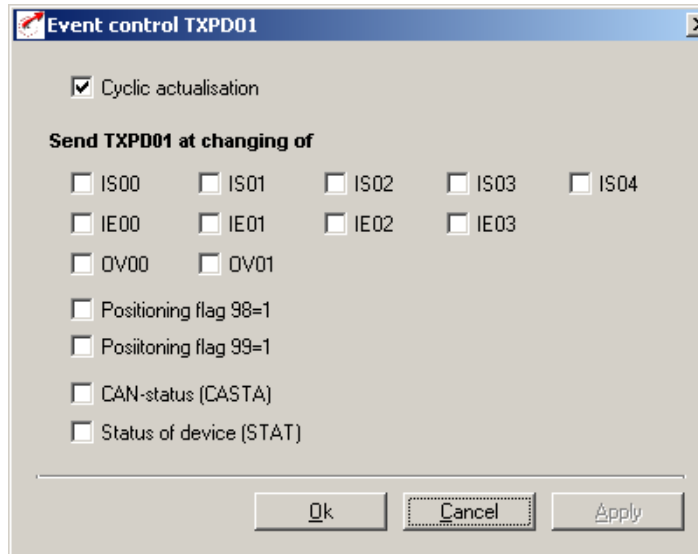 Event control TXPD01
Cyclic actualisation
Send TXPD01 at changing of
IS00 IS01 IS02 IS03 IS04
IE00 IE01 IE02 IE03
OV00 OV01
Positioning flag 98=1
Posiitoning flag 99=1
CAN-status (CASTA)
Status of device (STAT)
Ok Cancel Apply